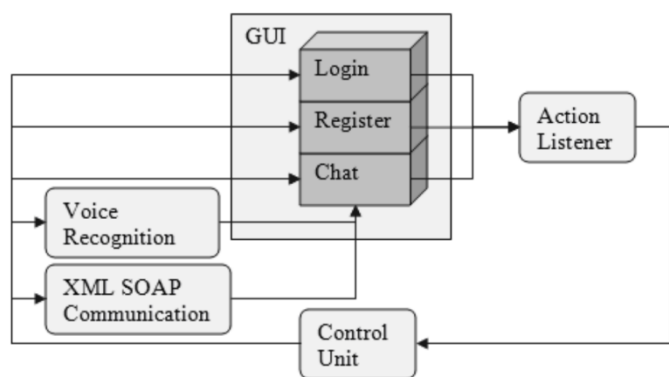 GUI
Login
Register
Chat
Action
Listener
Voice
Recognition
XML SOAP
Communication
Control
Unit